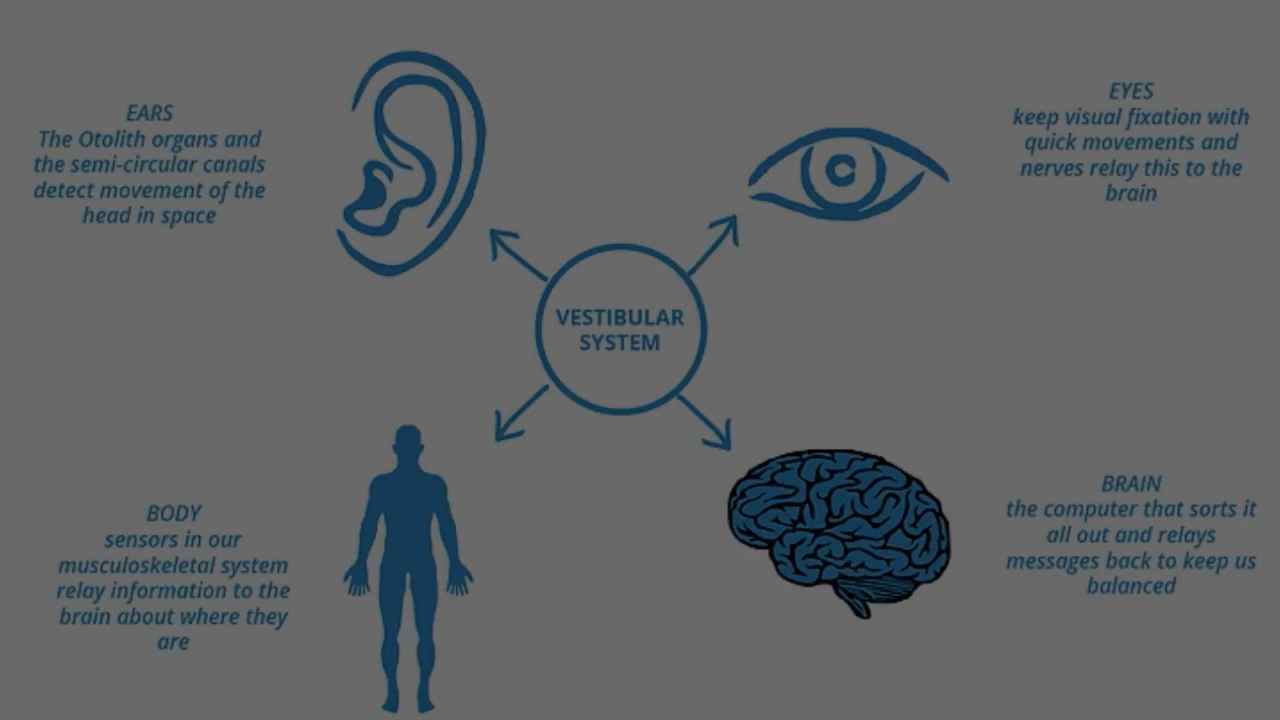 EARS
The Otolith organs and
the semi-circular canals
detect movement of the
head in space
EYES
keep visual fixation with
quick movements and
nerves relay this to the
brain
VESTIBULAR
SYSTEM
BODY
sensors in our
musculoskeletal system
relay information to the
brain about where they
are
BRAIN
the computer that sorts it
all out and relays
messages back to keep us
balanced